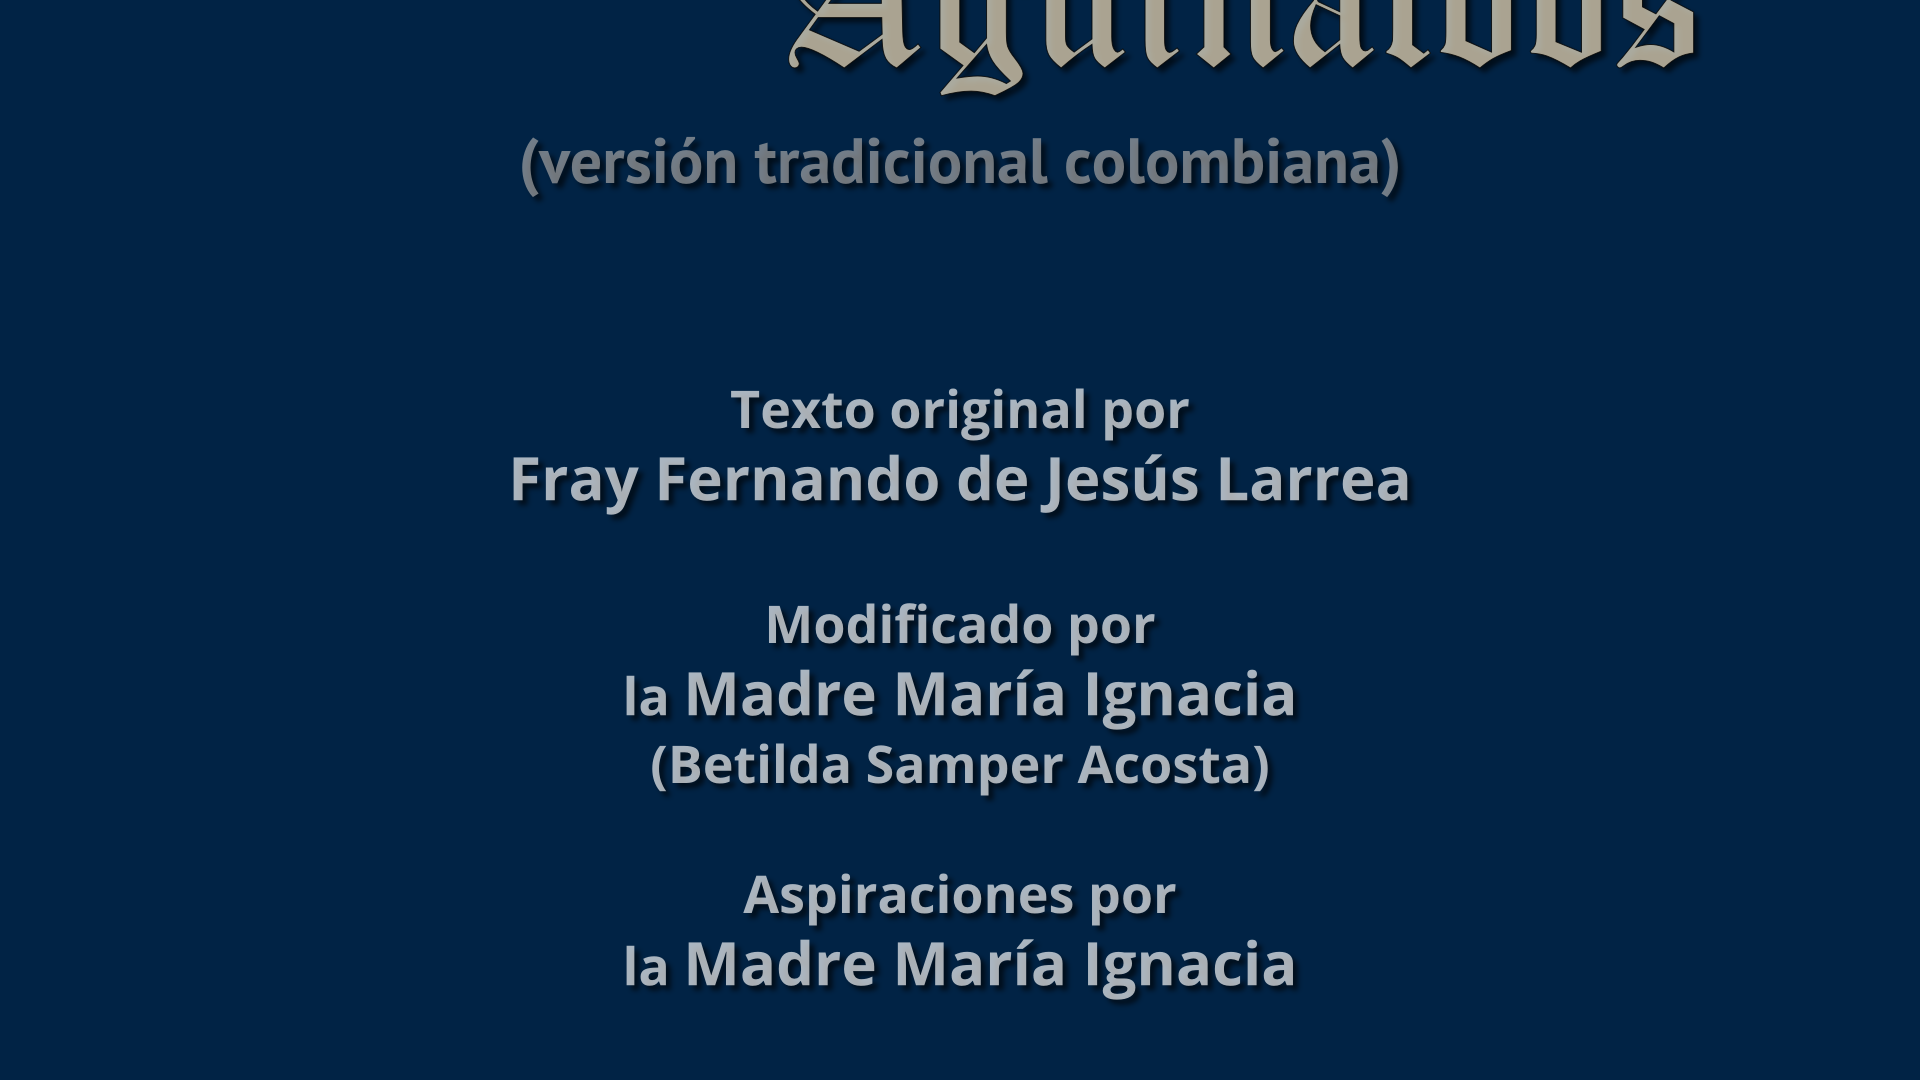 Aguinaldos
(versión tradicional colombiana)
Texto original por
Fray Fernando de Jesús Larrea
Modificado por
la Madre María Ignacia
(Betilda Samper Acosta)
Aspiraciones por
la Madre María Ignacia